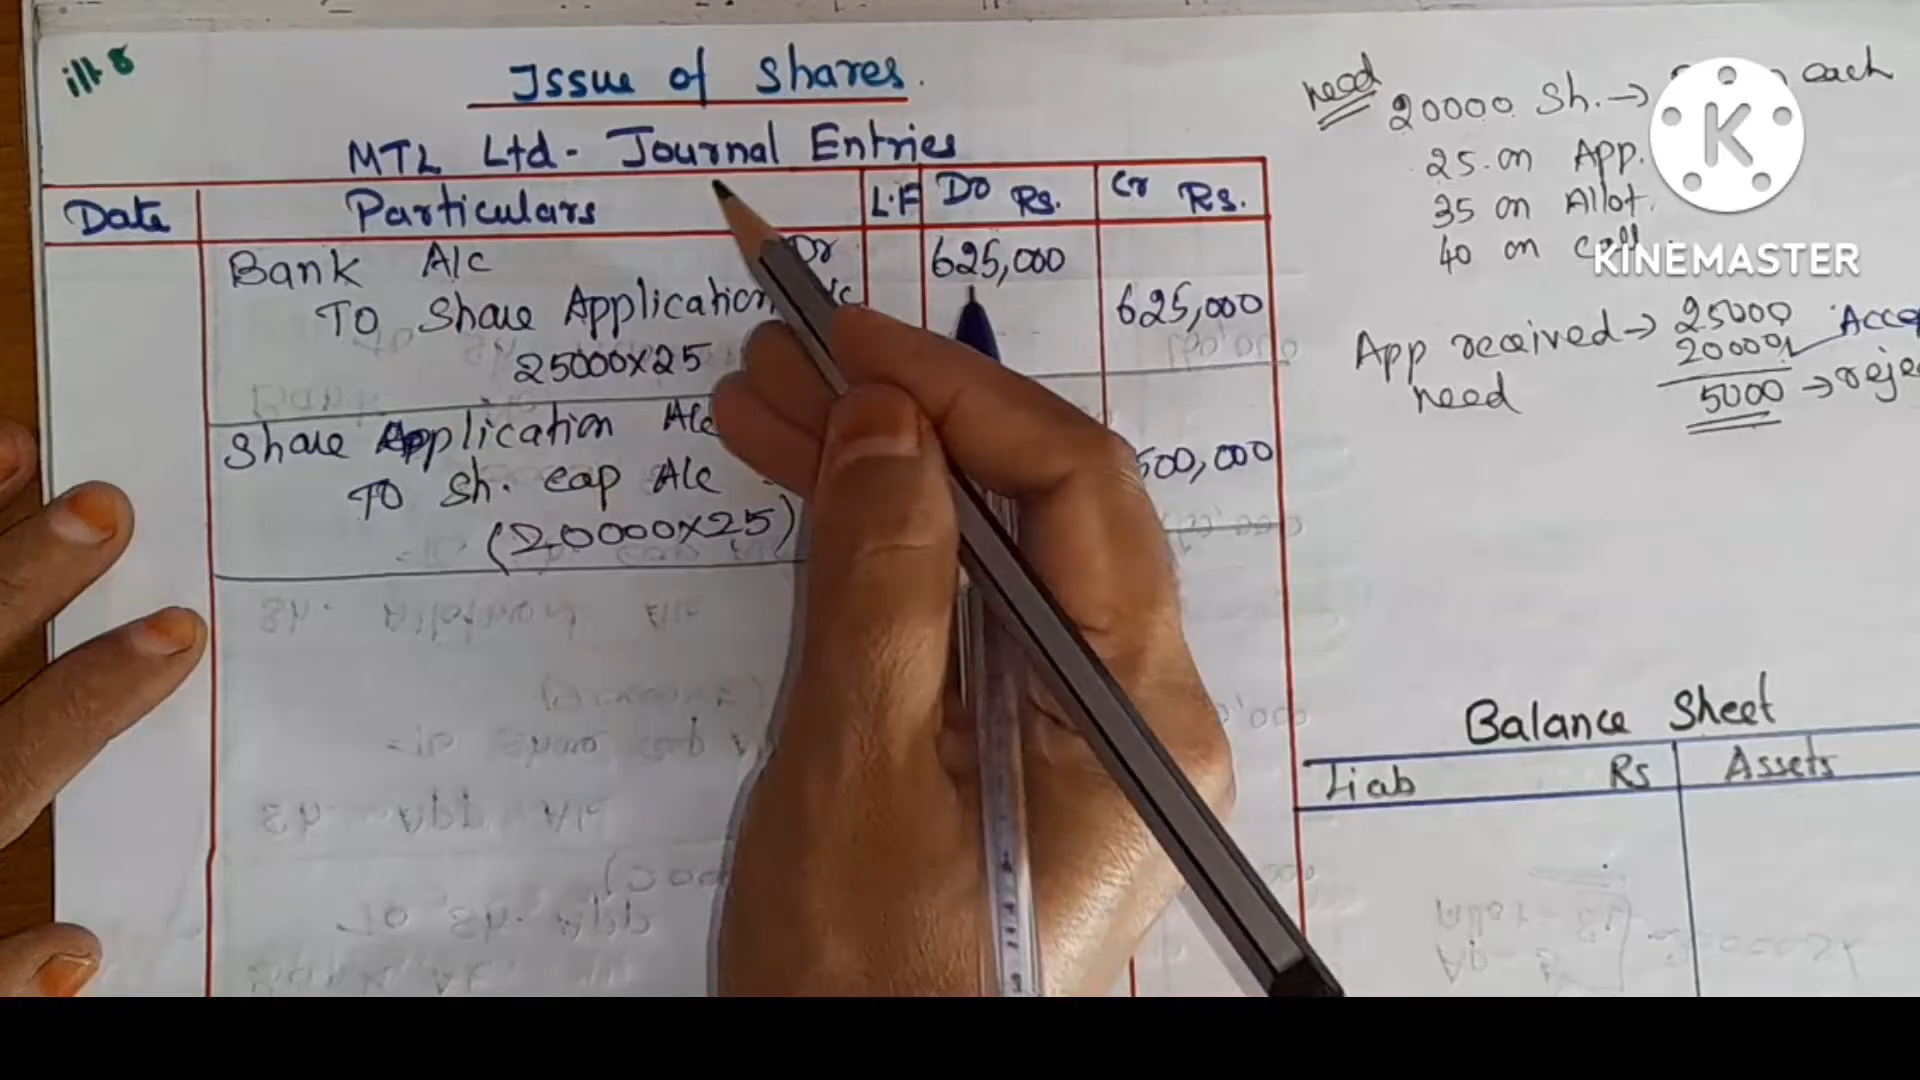 ill 8
Issue of Shares.
MTL Ltd - Journal Entries
Date Particulars L.F Dr Rs. Cr Rs.
Bank A/c Dr 625,000
To Share Application 625,000
25000x25
Share Application A/c
To Sh. cap A/c 500,000
(20000x25)
need
20000 Sh. → each
25 on App.
35 on Allot.
40 on Call
KINEMASTER
App received → 25000
need 20000 ✓ Acce
5000 → reje
Balance Sheet
Liab Rs Assets